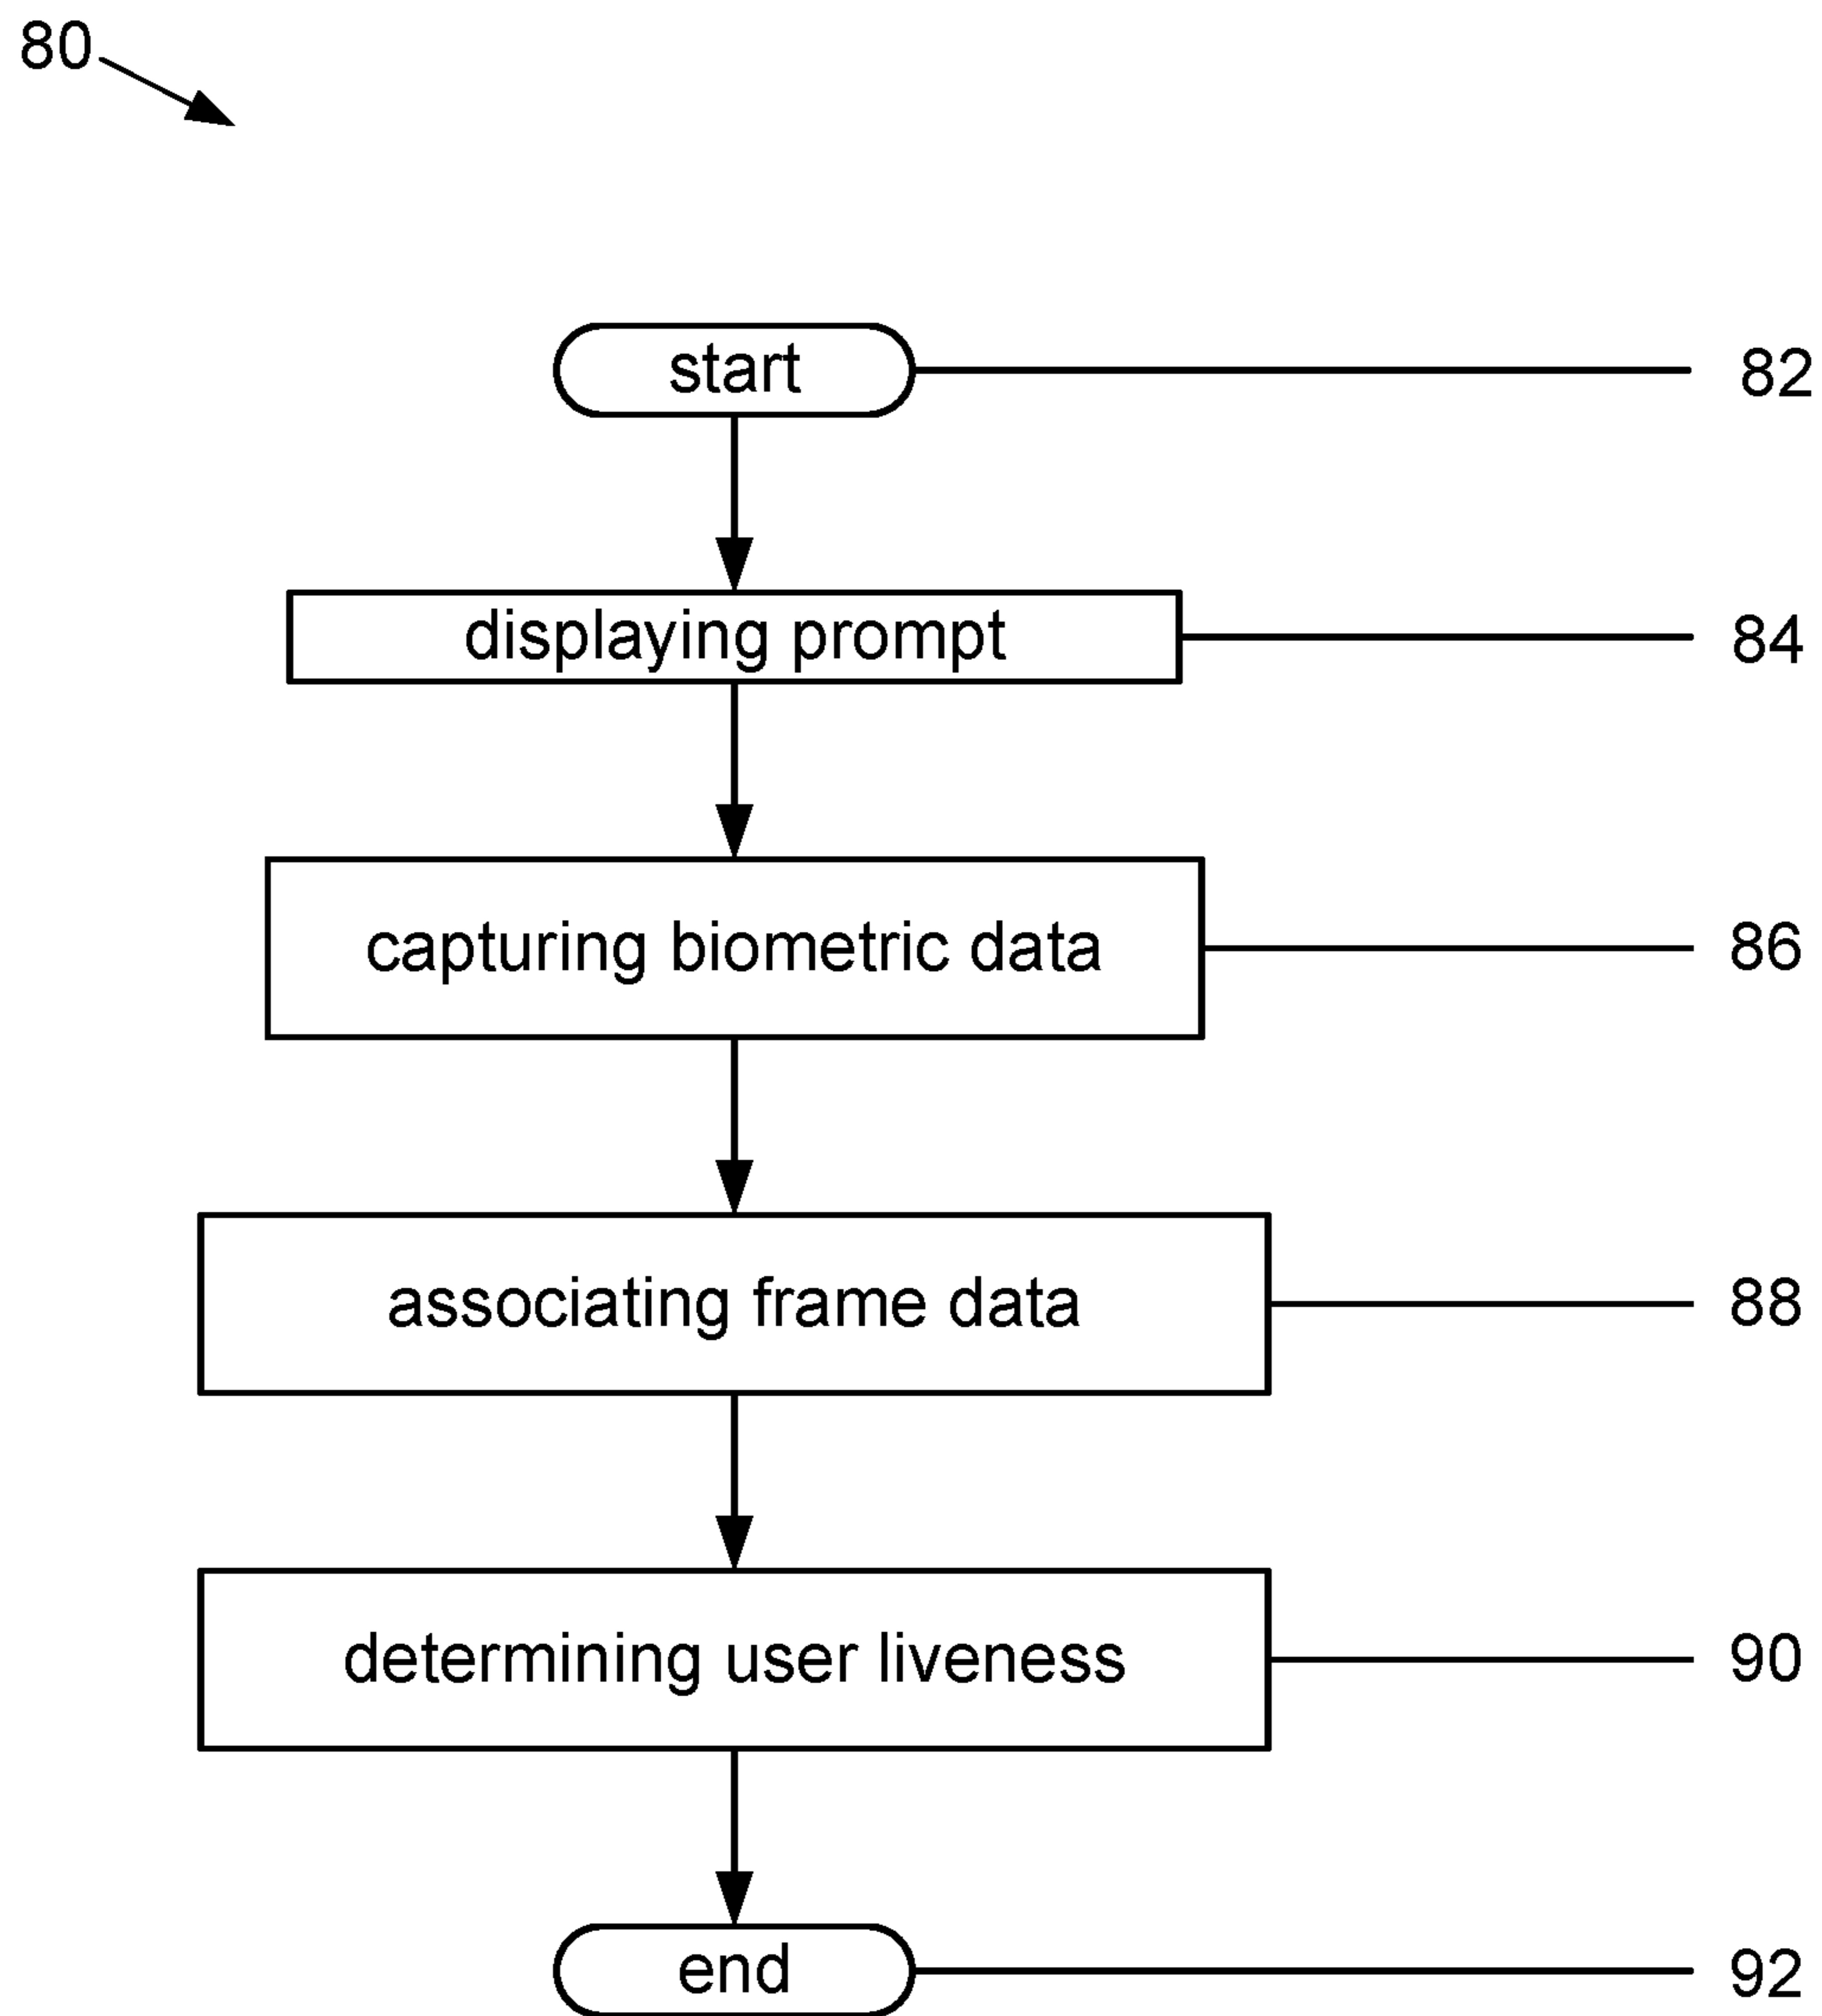 80
start
82
displaying prompt
84
capturing biometric data
86
associating frame data
88
determining user liveness
90
end
92